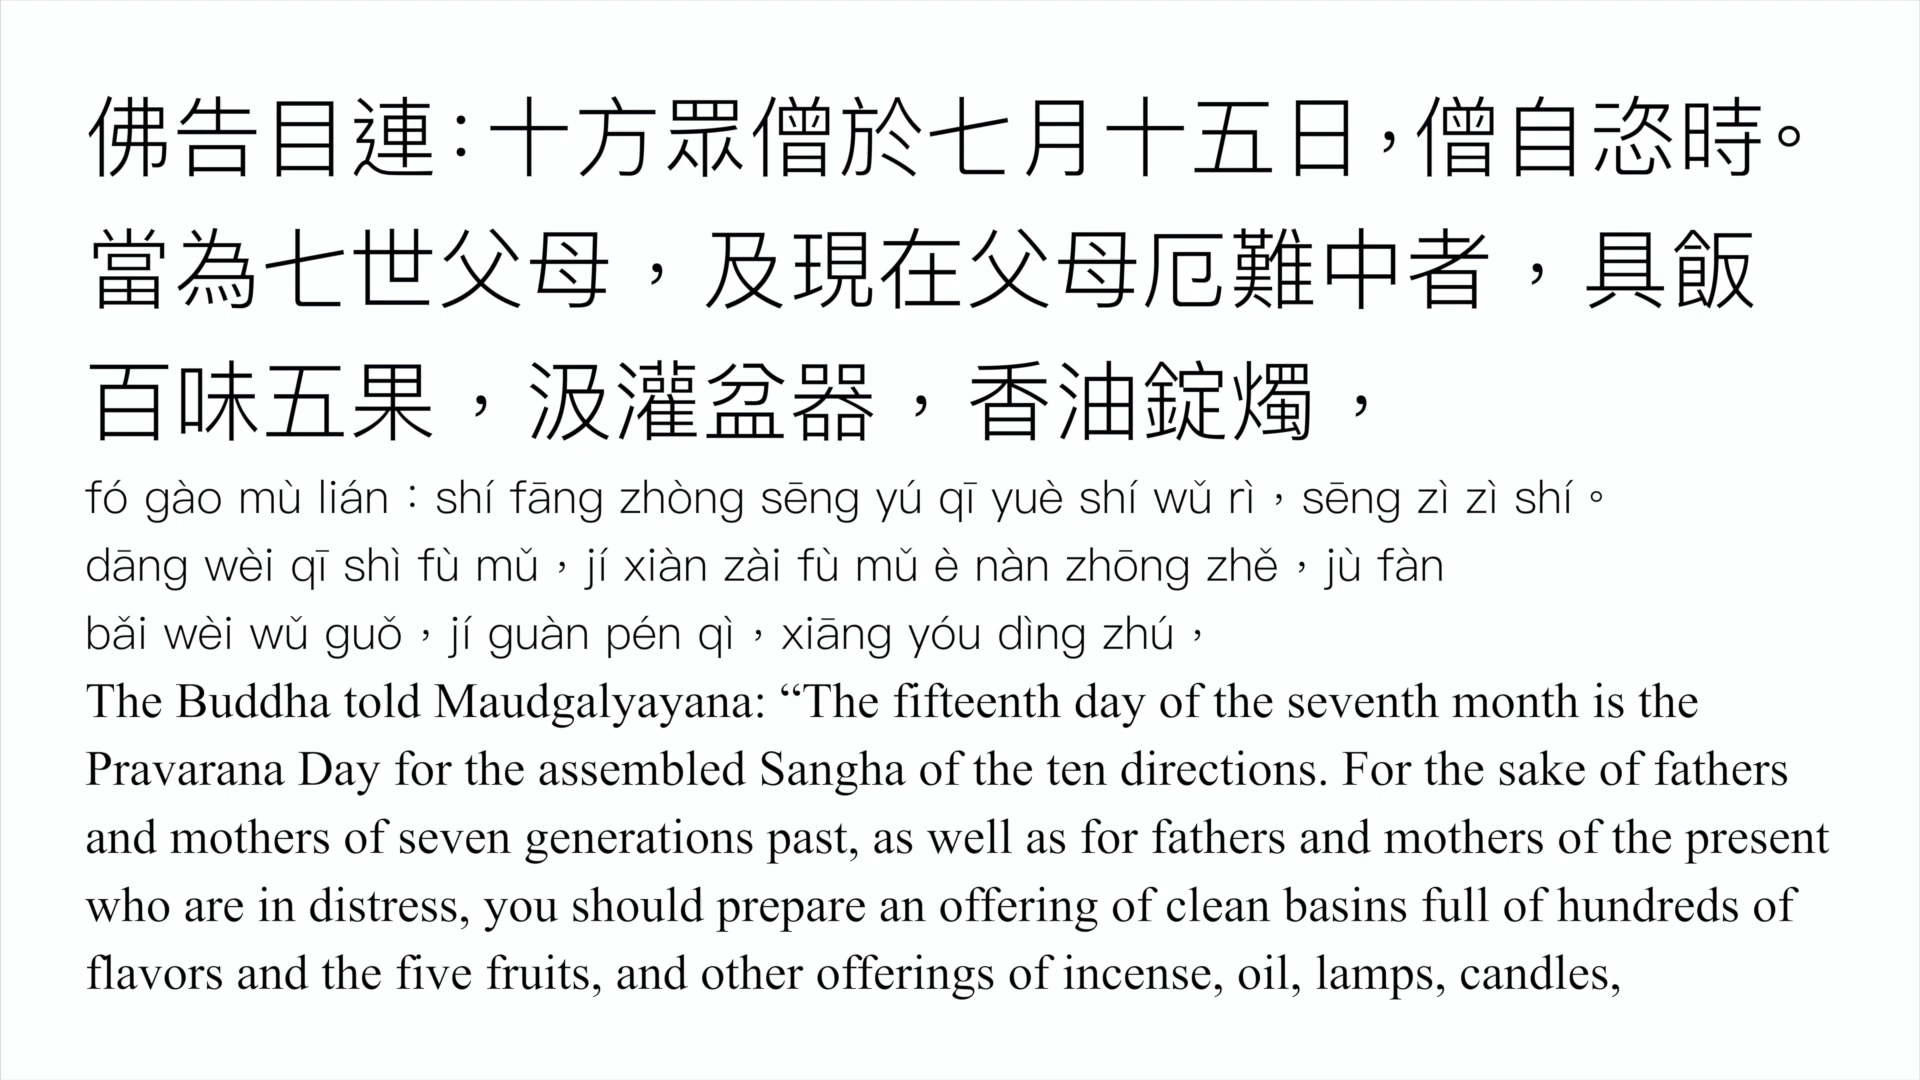 佛告目連：十方眾僧於七月十五日，僧自恣時。
當為七世父母，及現在父母厄難中者，具飯
百味五果，汲灌盆器，香油錠燭，
fó gào mù lián：shí fāng zhòng sēng yú qī yuè shí wǔ rì，sēng zì zì shí。
dāng wèi qī shì fù mǔ，jí xiàn zài fù mǔ è nàn zhōng zhě，jù fàn
bǎi wèi wǔ guǒ，jí guàn pén qì，xiāng yóu dìng zhú，
The Buddha told Maudgalyayana: “The fifteenth day of the seventh month is the
Pravarana Day for the assembled Sangha of the ten directions. For the sake of fathers
and mothers of seven generations past, as well as for fathers and mothers of the present
who are in distress, you should prepare an offering of clean basins full of hundreds of
flavors and the five fruits, and other offerings of incense, oil, lamps, candles,